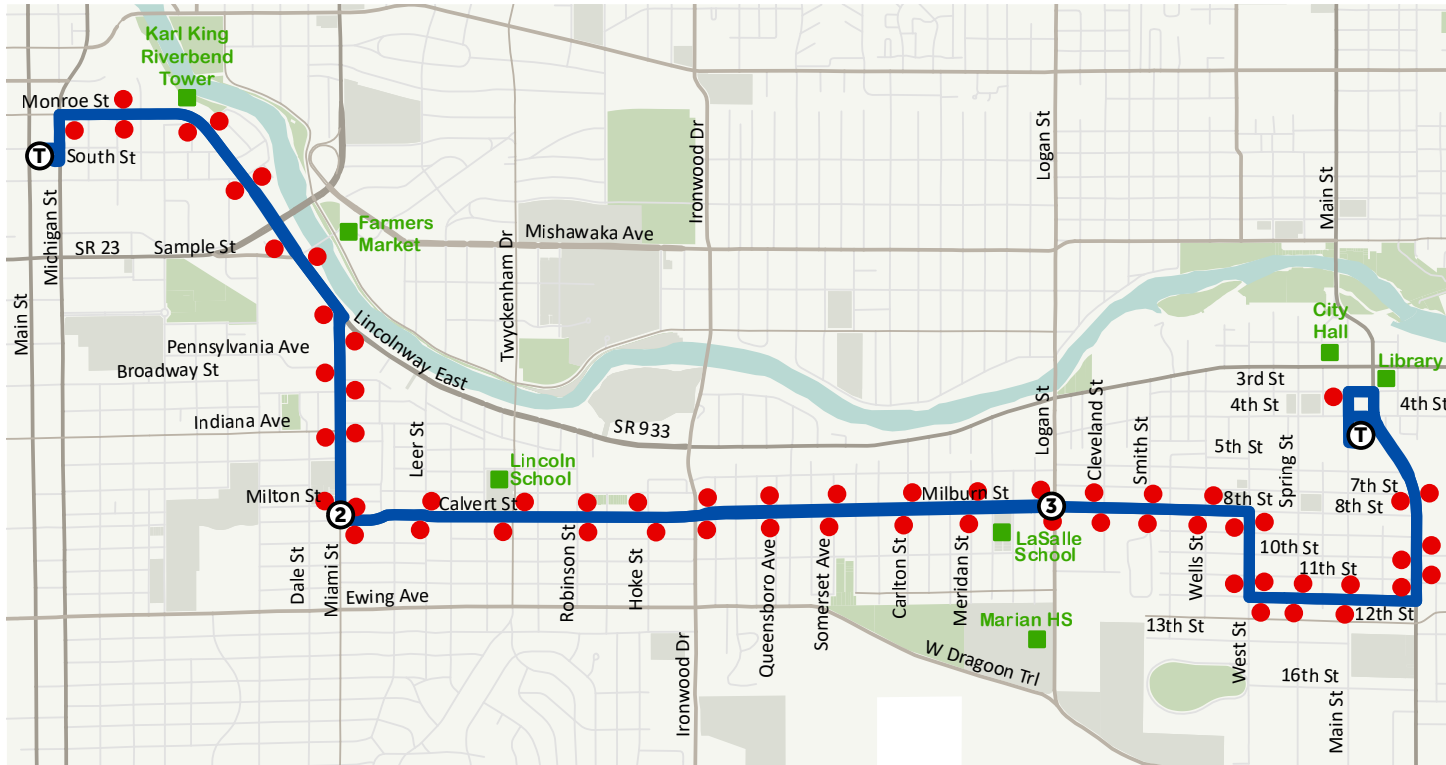 Karl King
Riverbend
Tower
Monroe St
T
South St
Michigan St
SR 23
Sample St
Main St
Farmers
Market
Mishawaka Ave
Ironwood Dr
Logan St
Main St
Twyckenham Dr
Lincolnway East
Pennsylvania Ave
Broadway St
Indiana Ave
SR 933
Leer St
Lincoln
School
Milton St
2
Calvert St
Dale St
Miami St
Ewing Ave
Robinson St
Hoke St
Ironwood Dr
Queensboro Ave
Somerset Ave
Carlton St
Meridan St
Milburn St
Logan St
3
LaSalle
School
Marian HS
W Dragoon Trl
Cleveland St
Smith St
Wells St
West St
City
Hall
Library
3rd St
4th St
4th St
T
5th St
Spring St
7th St
8th St
8th St
10th St
11th St
12th St
13th St
16th St
Main St